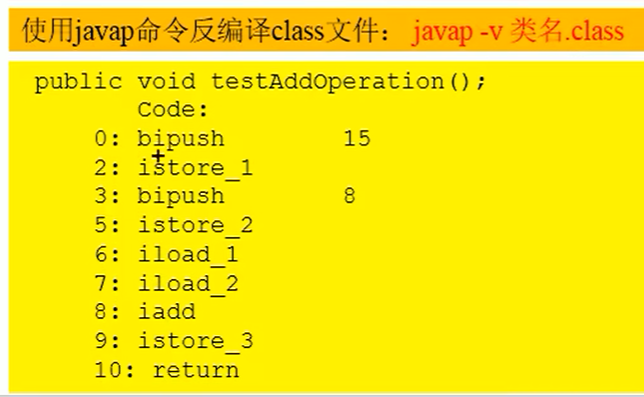 使用javap命令反编译class文件： javap -v 类名.class
public void testAddOperation();
Code:
0: bipush 15
2: istore_1
3: bipush 8
5: istore_2
6: iload_1
7: iload_2
8: iadd
9: istore_3
10: return